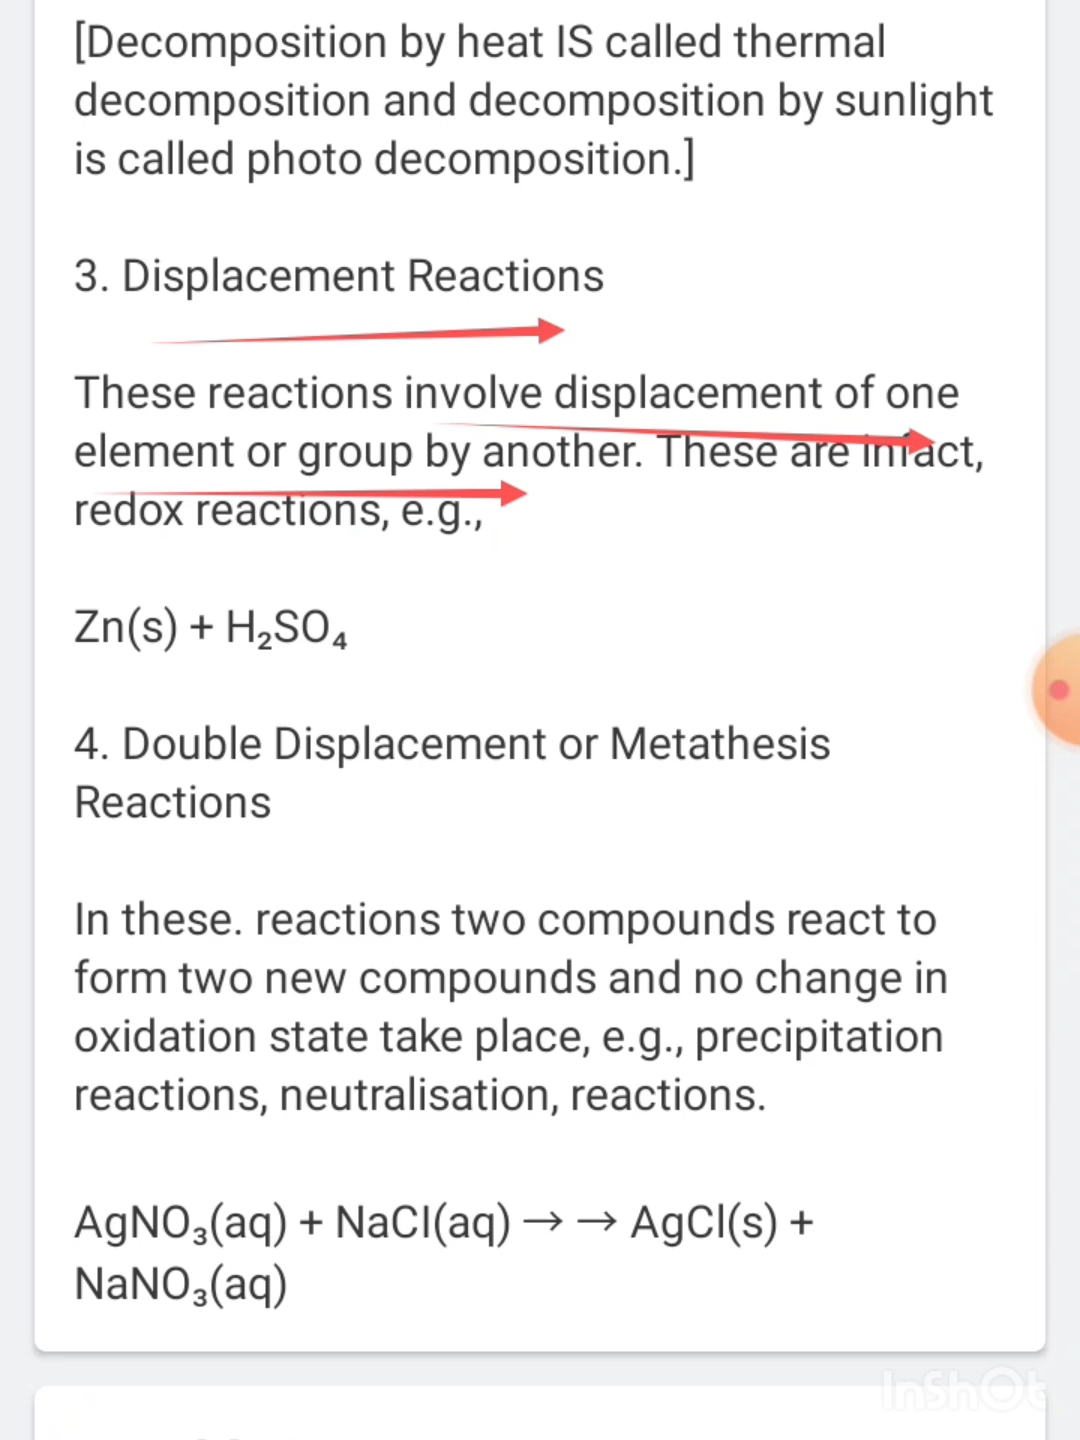 [Decomposition by heat IS called thermal
decomposition and decomposition by sunlight
is called photo decomposition.]
3. Displacement Reactions
These reactions involve displacement of one
element or group by another. These are infact,
redox reactions, e.g.,
Zn(s) + H₂SO₄
4. Double Displacement or Metathesis
Reactions
In these. reactions two compounds react to
form two new compounds and no change in
oxidation state take place, e.g., precipitation
reactions, neutralisation, reactions.
AgNO₃(aq) + NaCl(aq) → → AgCl(s) +
NaNO₃(aq)
InShOt